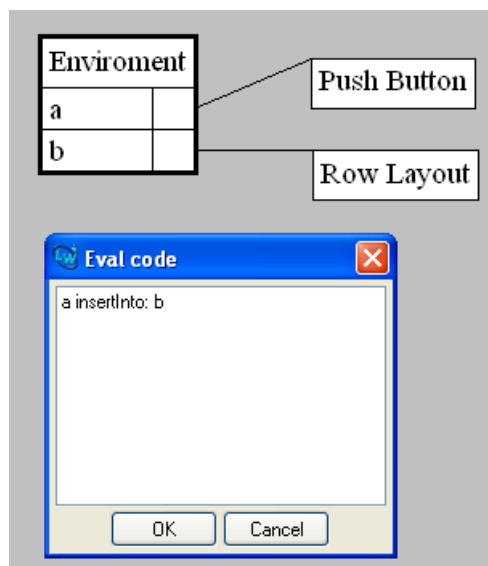 Enviroment
a
Push Button
b
Row Layout
Eval code
a insertInto: b
OK
Cancel